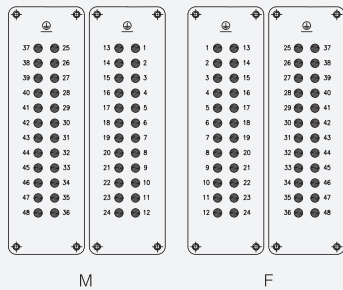 37 25 13 1 1 13 25 37
38 26 14 2 2 14 26 38
39 27 15 3 3 15 27 39
40 28 16 4 4 16 28 40
41 29 17 5 5 17 29 41
42 30 18 6 6 18 30 42
43 31 19 7 7 19 31 43
44 32 20 8 8 20 32 44
45 33 21 9 9 21 33 45
46 34 22 10 10 22 34 46
47 35 23 11 11 23 35 47
48 36 24 12 12 24 36 48
M F